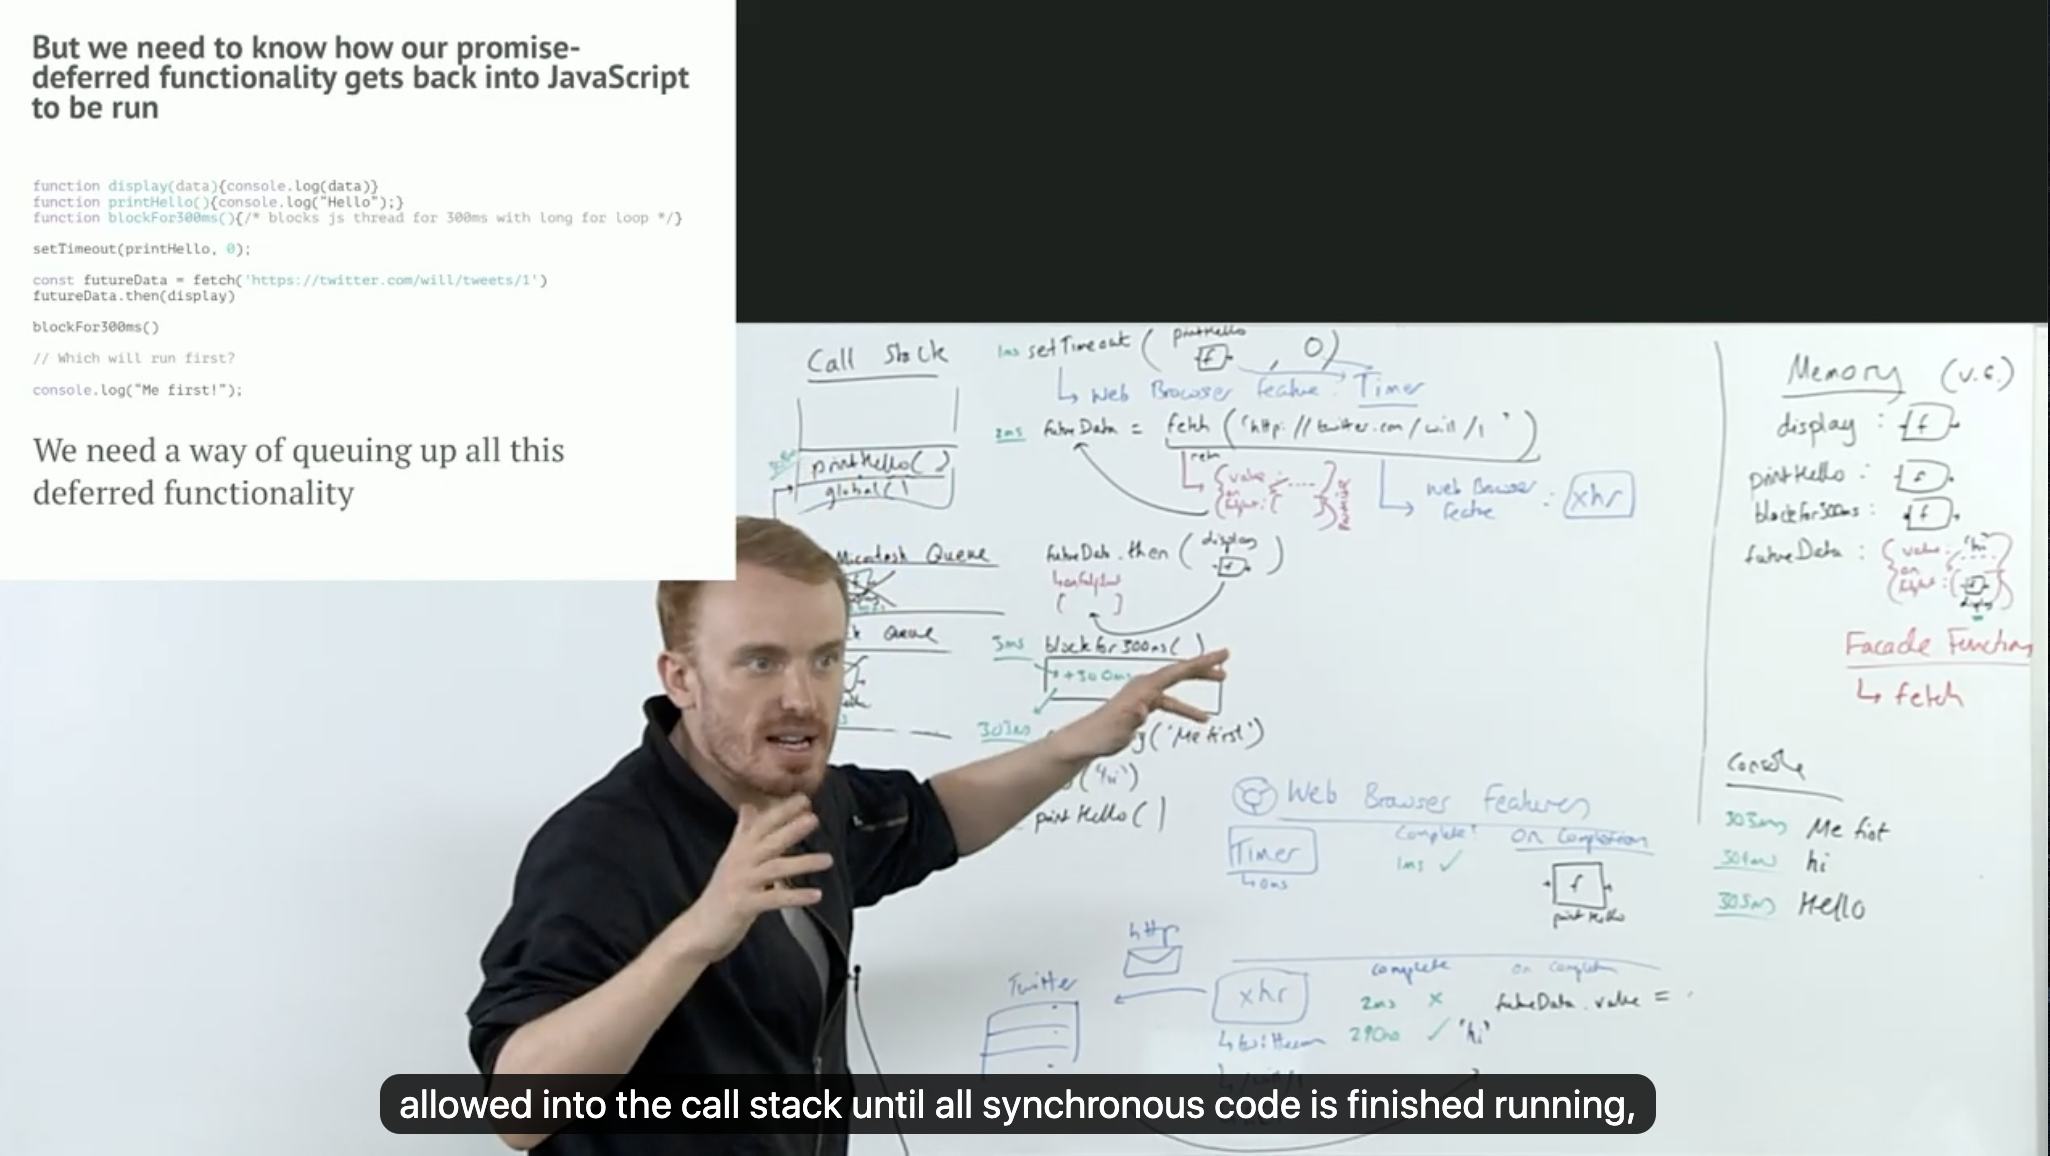 But we need to know how our promise-
deferred functionality gets back into JavaScript
to be run
function display(data){console.log(data)}
function printHello(){console.log("Hello");}
function blockFor300ms(){/* blocks js thread for 300ms with long for loop */}
setTimeout(printHello, 0);
const futureData = fetch('https://twitter.com/will/tweets/1')
futureData.then(display)
blockFor300ms()
// Which will run first?
console.log("Me first!");
We need a way of queuing up all this
deferred functionality
Call Stack
printHello()
global()
Microtask Queue
Queue
1ms setTimeout ( printHello
f , 0)
↳ Web Browser Feature : Timer
2ms futureData = fetch ('http://twitter.com/will/1')
value
Web Browser
Feature : xhr
futureData.then ( display
f )
3ms blockfor300ms( )
+300ms
303ms
('Me first')
('hi')
printHello( )
Web Browser Features
Timer
↳ 0ms
Complete?
1ms ✓
On Completion
f
printHello
http
Twitter
xhr
complete
on complete
2ms ×
futureData.value =
290ms ✓ 'hi'
Memory (v.e.)
display : f
printHello : f
blockfor300ms : f
futureData : { value : 'hi'
display
Facade Functions
↳ fetch
Console
303ms Me first
304ms hi
305ms Hello
allowed into the call stack until all synchronous code is finished running,